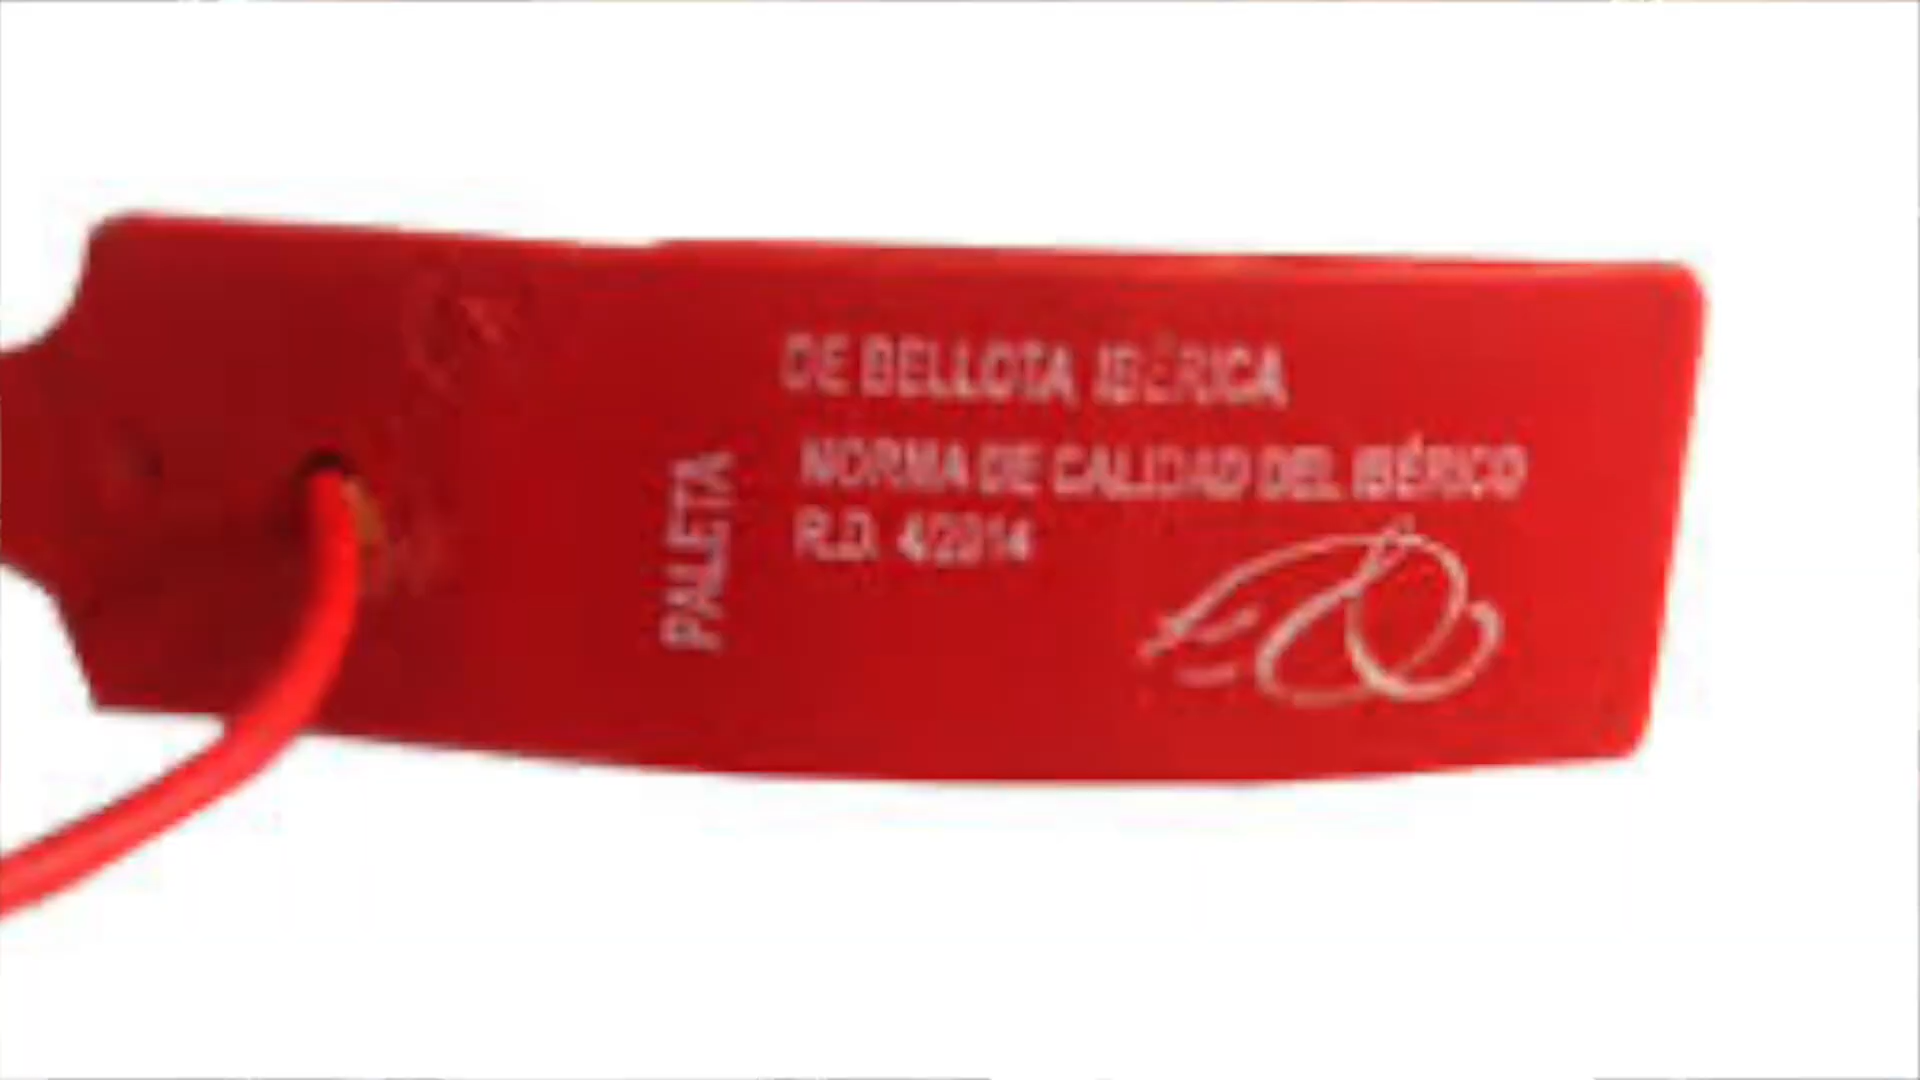 PALETA
DE BELLOTA IBÉRICA
NORMA DE CALIDAD DEL IBÉRICO
R.D. 4/2014